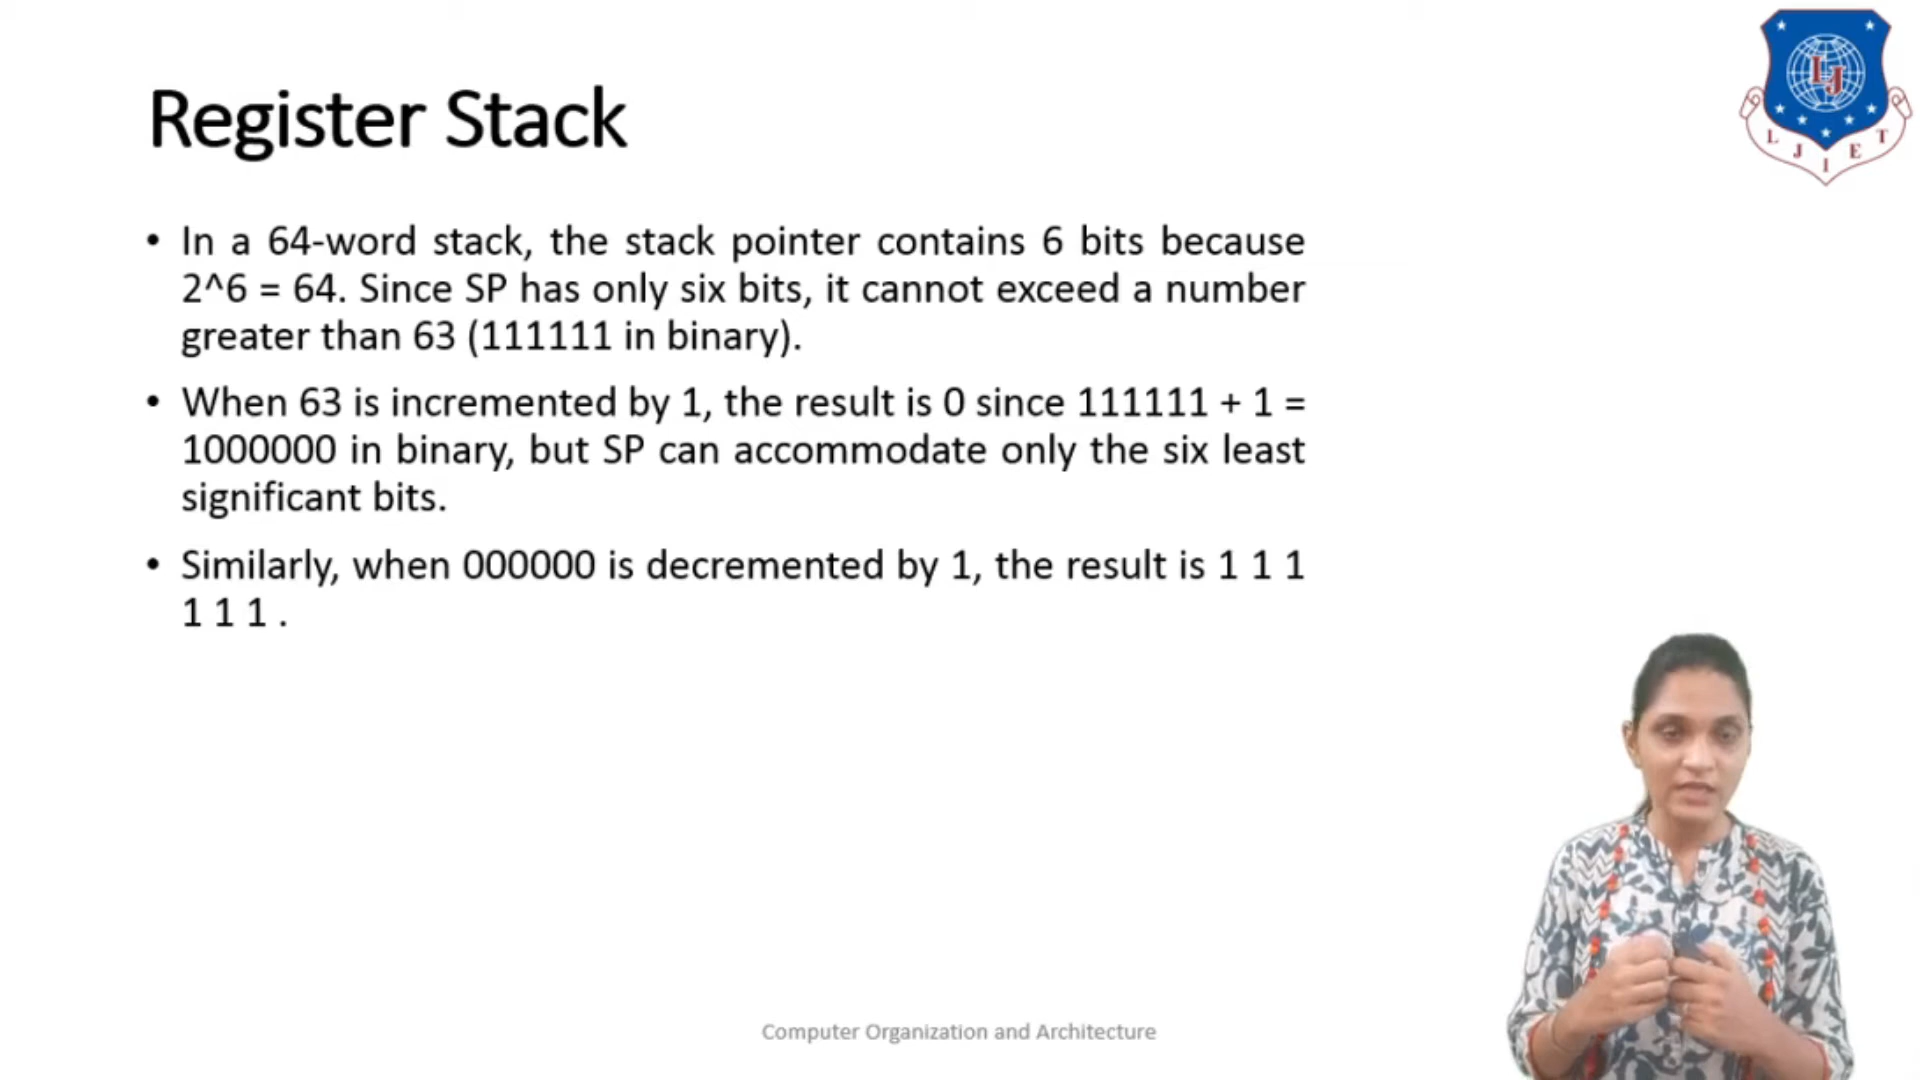 Register Stack
• In a 64-word stack, the stack pointer contains 6 bits because
2^6 = 64. Since SP has only six bits, it cannot exceed a number
greater than 63 (111111 in binary).
• When 63 is incremented by 1, the result is 0 since 111111 + 1 =
1000000 in binary, but SP can accommodate only the six least
significant bits.
• Similarly, when 000000 is decremented by 1, the result is 1 1 1
1 1 1 .
Computer Organization and Architecture
LJ
L J I E T